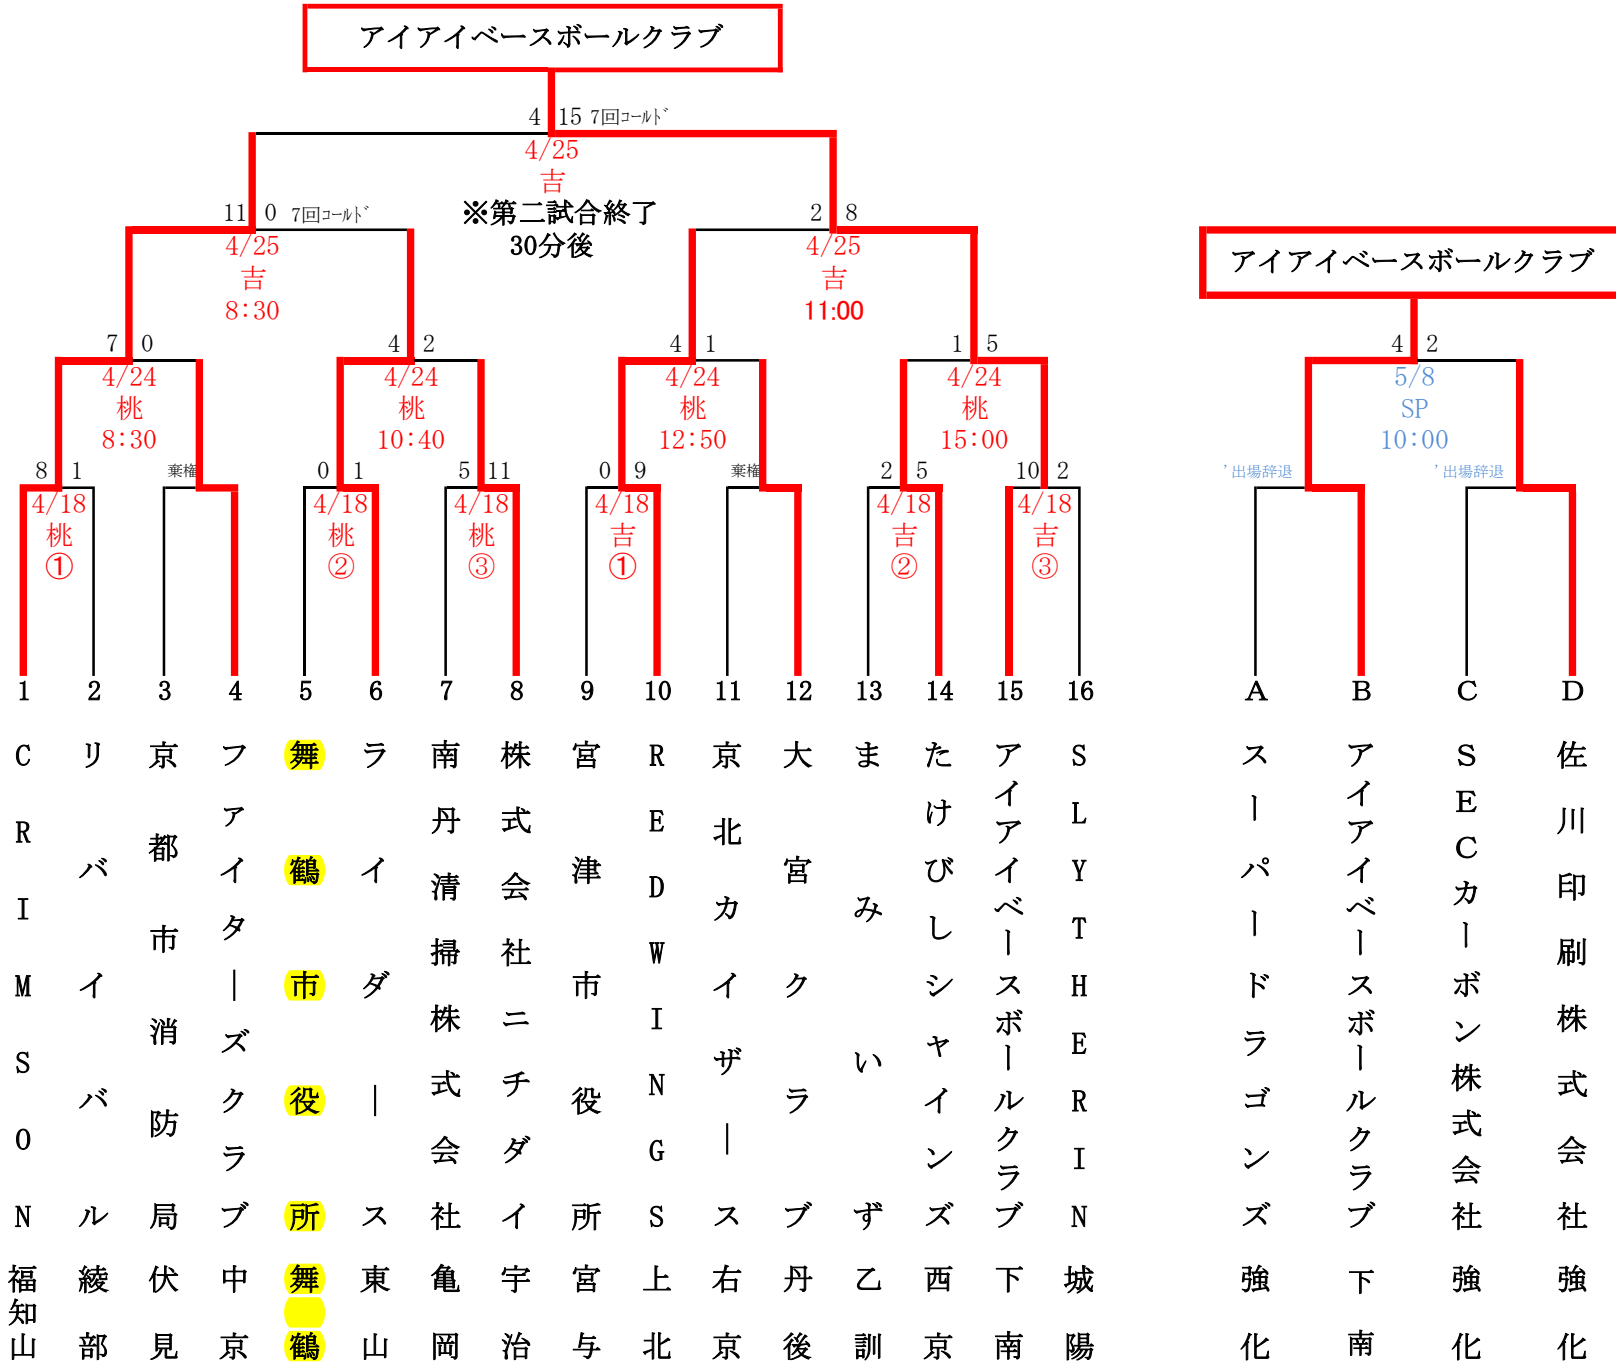 アイアイベースボールクラブ
4 15 7回コールド
4/25
吉
※第二試合終了
30分後
11 0 7回コールド
4/25
吉
8:30
2 8
4/25
吉
11:00
アイアイベースボールクラブ
7 0
4/24
桃
8:30
4 2
4/24
桃
10:40
4 1
4/24
桃
12:50
1 5
4/24
桃
15:00
4 2
5/8
SP
10:00
8 1
4/18
桃
①
棄権
0 1
4/18
桃
②
5 11
4/18
桃
③
0 9
4/18
吉
①
棄権
2 5
4/18
吉
②
10 2
4/18
吉
③
'出場辞退
'出場辞退
1 CRIMSON 福知山
2 リバイバル 綾部
3 京都市消防局 伏見
4 ファイターズクラブ 中京
5 舞鶴市役所 舞鶴
6 ライダース 東山
7 南丹清掃株式会社 亀岡
8 株式会社ニチダイ 宇治
9 宮津市役所 宮与
10 REDWINGS 上北
11 京北カイザース 右京
12 大宮クラブ 丹後
13 まみいず 乙訓
14 たけびしシャインズ 西京
15 アイアイベースボールクラブ 下南
16 SLYTHERIN 城陽
A スーパードラゴンズ 強化
B アイアイベースボールクラブ 下南
C SECカーボン株式会社 強化
D 佐川印刷株式会社 強化